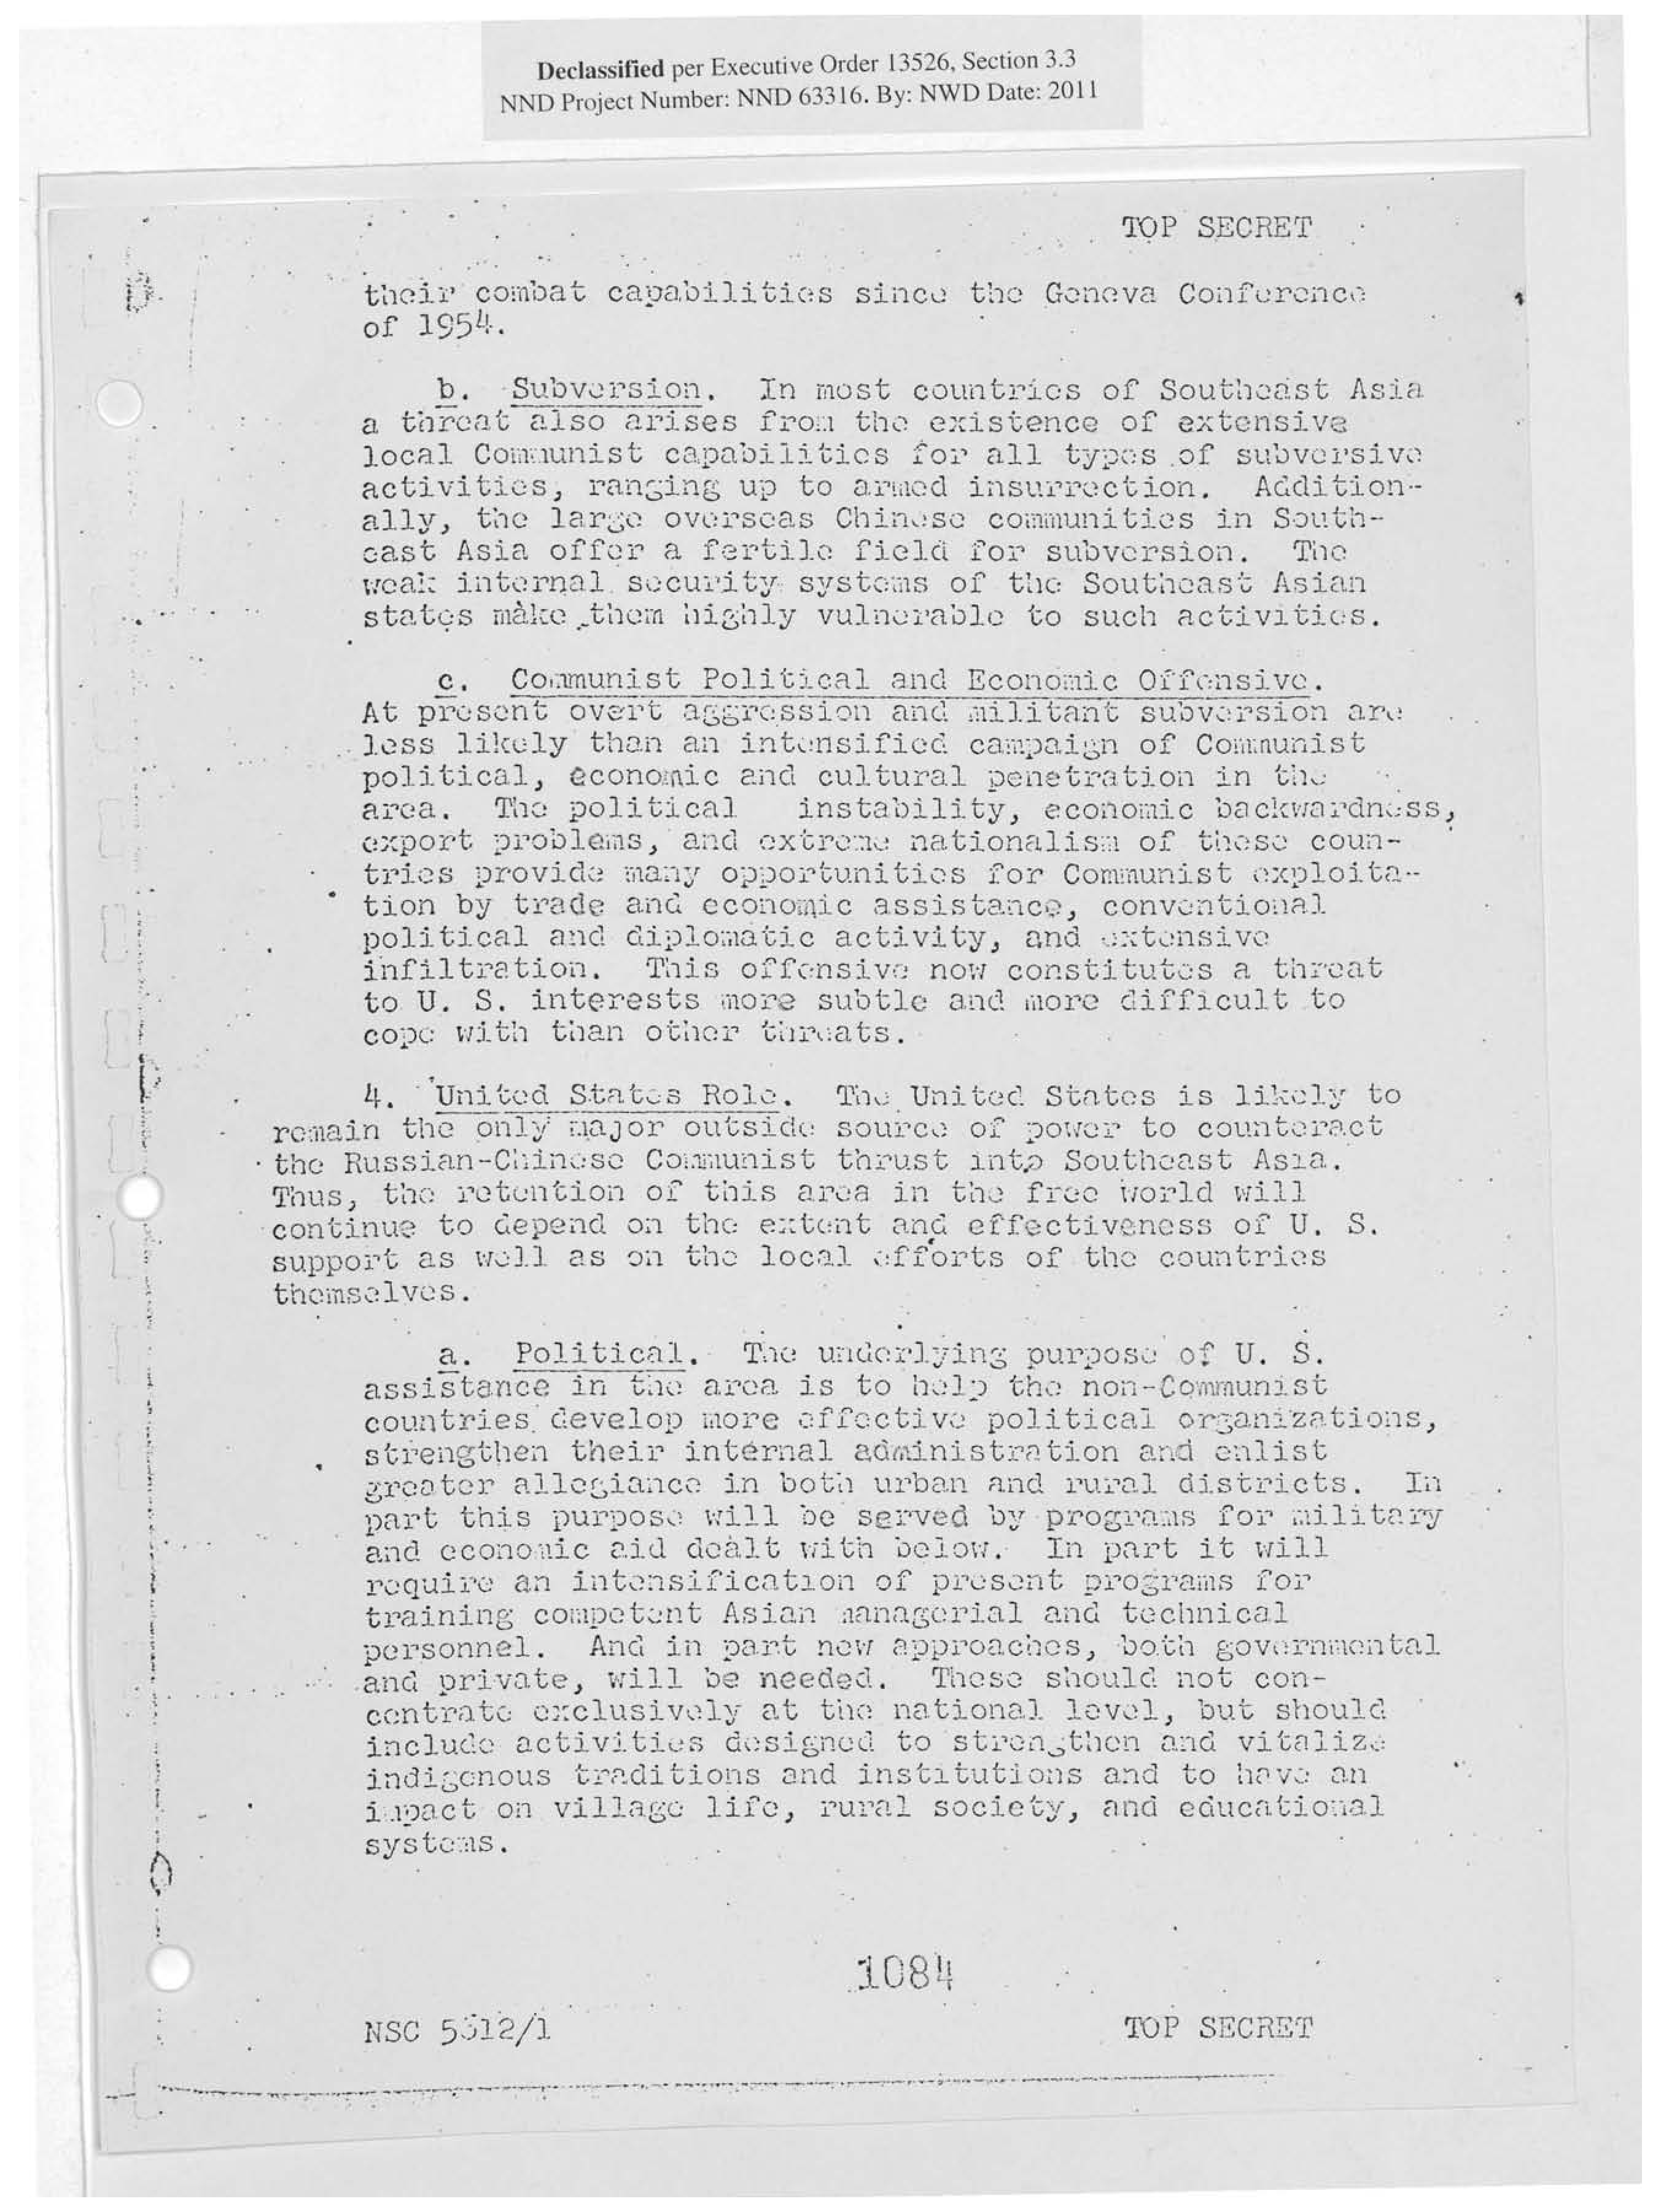 Declassified per Executive Order 13526, Section 3.3
NND Project Number: NND 63316. By: NWD Date: 2011
TOP SECRET
their combat capabilities since the Geneva Conference
of 1954.
b. Subversion. In most countries of Southeast Asia
a threat also arises from the existence of extensive
local Communist capabilities for all types of subversive
activities, ranging up to armed insurrection. Addition-
ally, the large overseas Chinese communities in South-
east Asia offer a fertile field for subversion. The
weak internal security systems of the Southeast Asian
states make them highly vulnerable to such activities.
c. Communist Political and Economic Offensive.
At present overt aggression and militant subversion are
less likely than an intensified campaign of Communist
political, economic and cultural penetration in the
area. The political instability, economic backwardness,
export problems, and extreme nationalism of these coun-
tries provide many opportunities for Communist exploita-
tion by trade and economic assistance, conventional
political and diplomatic activity, and extensive
infiltration. This offensive now constitutes a threat
to U. S. interests more subtle and more difficult to
cope with than other threats.
4. United States Role. The United States is likely to
remain the only major outside source of power to counteract
the Russian-Chinese Communist thrust into Southeast Asia.
Thus, the retention of this area in the free world will
continue to depend on the extent and effectiveness of U. S.
support as well as on the local efforts of the countries
themselves.
a. Political. The underlying purpose of U. S.
assistance in the area is to help the non-Communist
countries develop more effective political organizations,
strengthen their internal administration and enlist
greater allegiance in both urban and rural districts. In
part this purpose will be served by programs for military
and economic aid dealt with below. In part it will
require an intensification of present programs for
training competent Asian managerial and technical
personnel. And in part new approaches, both governmental
and private, will be needed. These should not con-
centrate exclusively at the national level, but should
include activities designed to strengthen and vitalize
indigenous traditions and institutions and to have an
impact on village life, rural society, and educational
systems.
1084
NSC 5612/1
TOP SECRET